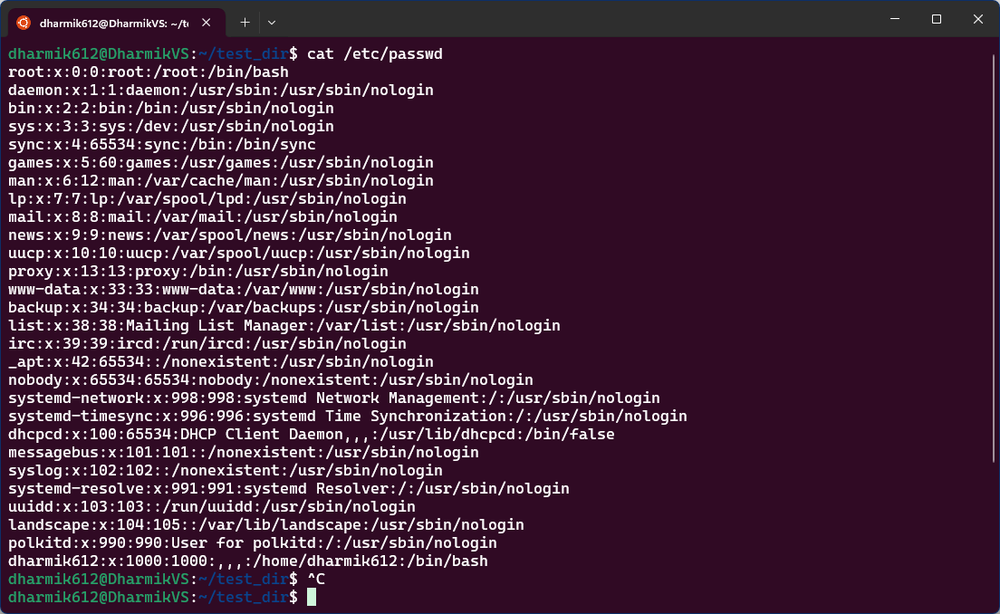 dharmik612@DharmikVS: ~/te
dharmik612@DharmikVS:~/test_dir$ cat /etc/passwd
root:x:0:0:root:/root:/bin/bash
daemon:x:1:1:daemon:/usr/sbin:/usr/sbin/nologin
bin:x:2:2:bin:/bin:/usr/sbin/nologin
sys:x:3:3:sys:/dev:/usr/sbin/nologin
sync:x:4:65534:sync:/bin:/bin/sync
games:x:5:60:games:/usr/games:/usr/sbin/nologin
man:x:6:12:man:/var/cache/man:/usr/sbin/nologin
lp:x:7:7:lp:/var/spool/lpd:/usr/sbin/nologin
mail:x:8:8:mail:/var/mail:/usr/sbin/nologin
news:x:9:9:news:/var/spool/news:/usr/sbin/nologin
uucp:x:10:10:uucp:/var/spool/uucp:/usr/sbin/nologin
proxy:x:13:13:proxy:/bin:/usr/sbin/nologin
www-data:x:33:33:www-data:/var/www:/usr/sbin/nologin
backup:x:34:34:backup:/var/backups:/usr/sbin/nologin
list:x:38:38:Mailing List Manager:/var/list:/usr/sbin/nologin
irc:x:39:39:ircd:/run/ircd:/usr/sbin/nologin
_apt:x:42:65534::/nonexistent:/usr/sbin/nologin
nobody:x:65534:65534:nobody:/nonexistent:/usr/sbin/nologin
systemd-network:x:998:998:systemd Network Management:/:/usr/sbin/nologin
systemd-timesync:x:996:996:systemd Time Synchronization:/:/usr/sbin/nologin
dhcpcd:x:100:65534:DHCP Client Daemon,,,:/usr/lib/dhcpcd:/bin/false
messagebus:x:101:101::/nonexistent:/usr/sbin/nologin
syslog:x:102:102::/nonexistent:/usr/sbin/nologin
systemd-resolve:x:991:991:systemd Resolver:/:/usr/sbin/nologin
uuidd:x:103:103::/run/uuidd:/usr/sbin/nologin
landscape:x:104:105::/var/lib/landscape:/usr/sbin/nologin
polkitd:x:990:990:User for polkitd:/:/usr/sbin/nologin
dharmik612:x:1000:1000:,,,:/home/dharmik612:/bin/bash
dharmik612@DharmikVS:~/test_dir$ ^C
dharmik612@DharmikVS:~/test_dir$